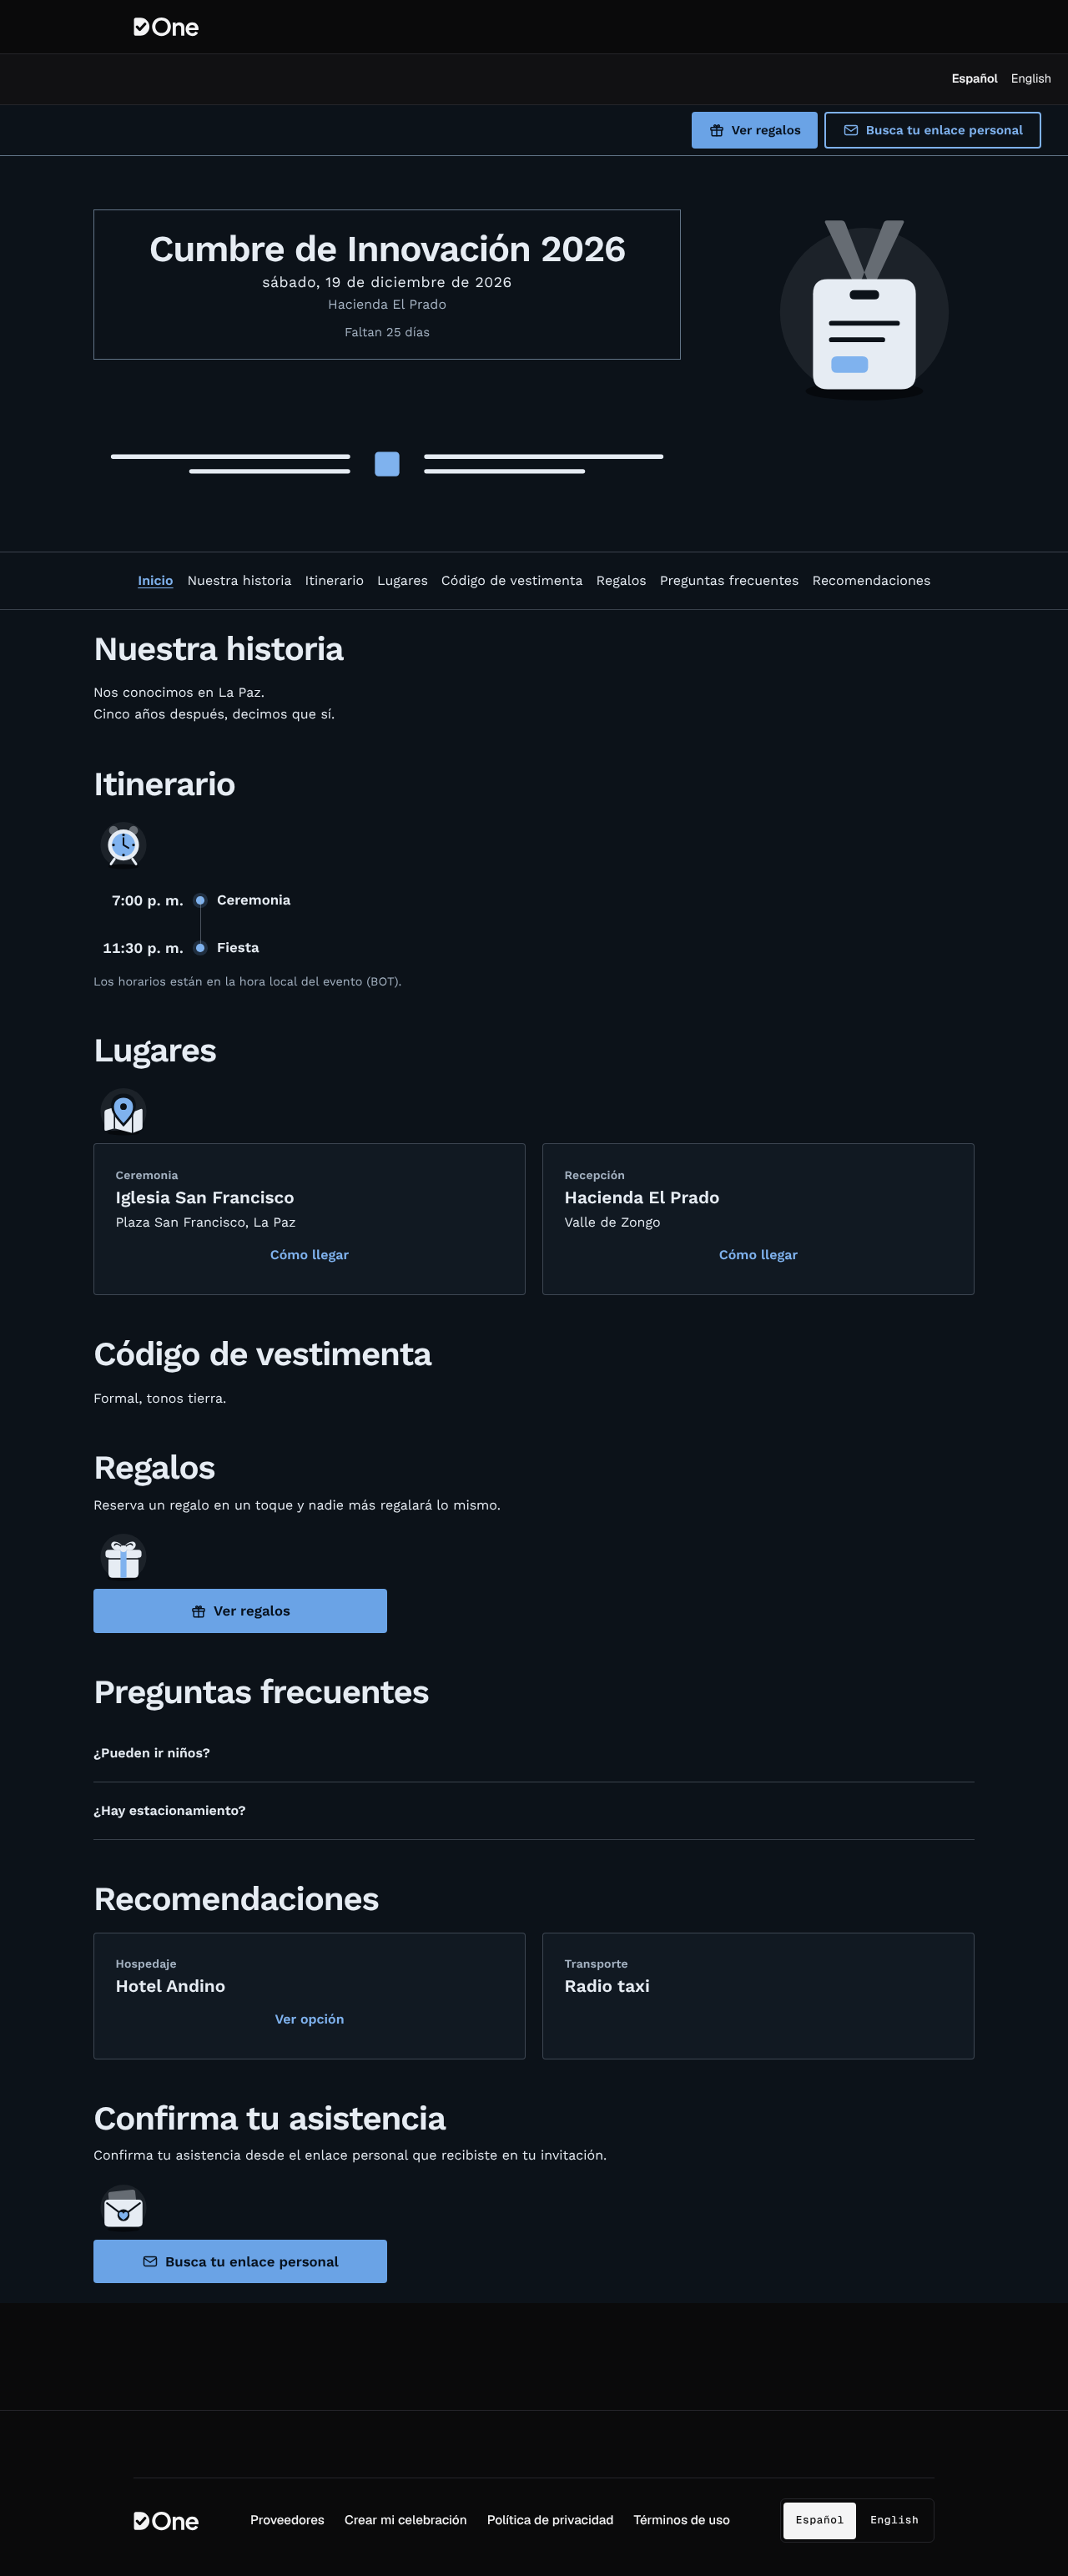 One
Español English
Ver regalos Busca tu enlace personal
Cumbre de Innovación 2026
sábado, 19 de diciembre de 2026
Hacienda El Prado
Faltan 25 días
Inicio Nuestra historia Itinerario Lugares Código de vestimenta Regalos Preguntas frecuentes Recomendaciones
Nuestra historia
Nos conocimos en La Paz.
Cinco años después, decimos que sí.
Itinerario
7:00 p. m. Ceremonia
11:30 p. m. Fiesta
Los horarios están en la hora local del evento (BOT).
Lugares
Ceremonia
Iglesia San Francisco
Plaza San Francisco, La Paz
Cómo llegar
Recepción
Hacienda El Prado
Valle de Zongo
Cómo llegar
Código de vestimenta
Formal, tonos tierra.
Regalos
Reserva un regalo en un toque y nadie más regalará lo mismo.
Ver regalos
Preguntas frecuentes
¿Pueden ir niños?
¿Hay estacionamiento?
Recomendaciones
Hospedaje
Hotel Andino
Ver opción
Transporte
Radio taxi
Confirma tu asistencia
Confirma tu asistencia desde el enlace personal que recibiste en tu invitación.
Busca tu enlace personal
One
Proveedores Crear mi celebración Política de privacidad Términos de uso
Español English